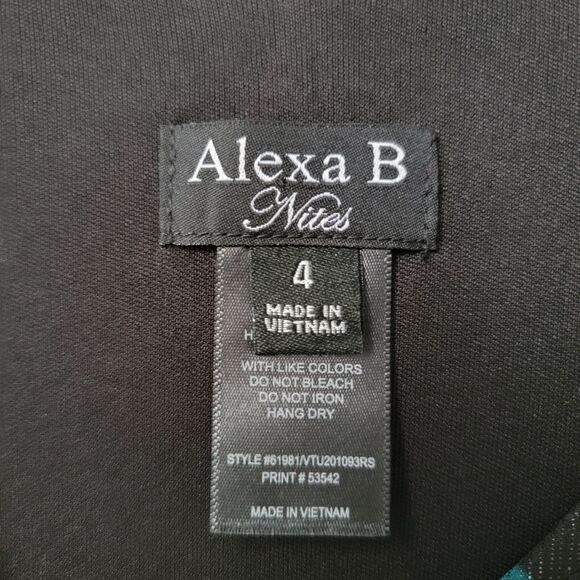 Alexa B
Nites
4
MADE IN
VIETNAM
WITH LIKE COLORS
DO NOT BLEACH
DO NOT IRON
HANG DRY
STYLE #61981/VTU201093RS
PRINT # 53542
MADE IN VIETNAM